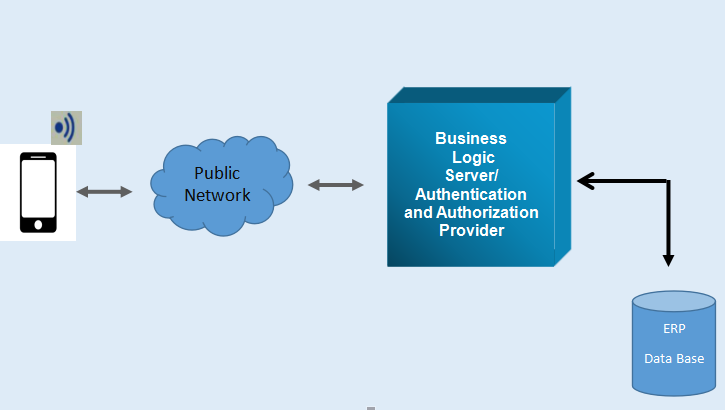 Public
Network
Business
Logic
Server/
Authentication
and Authorization
Provider
ERP
Data Base